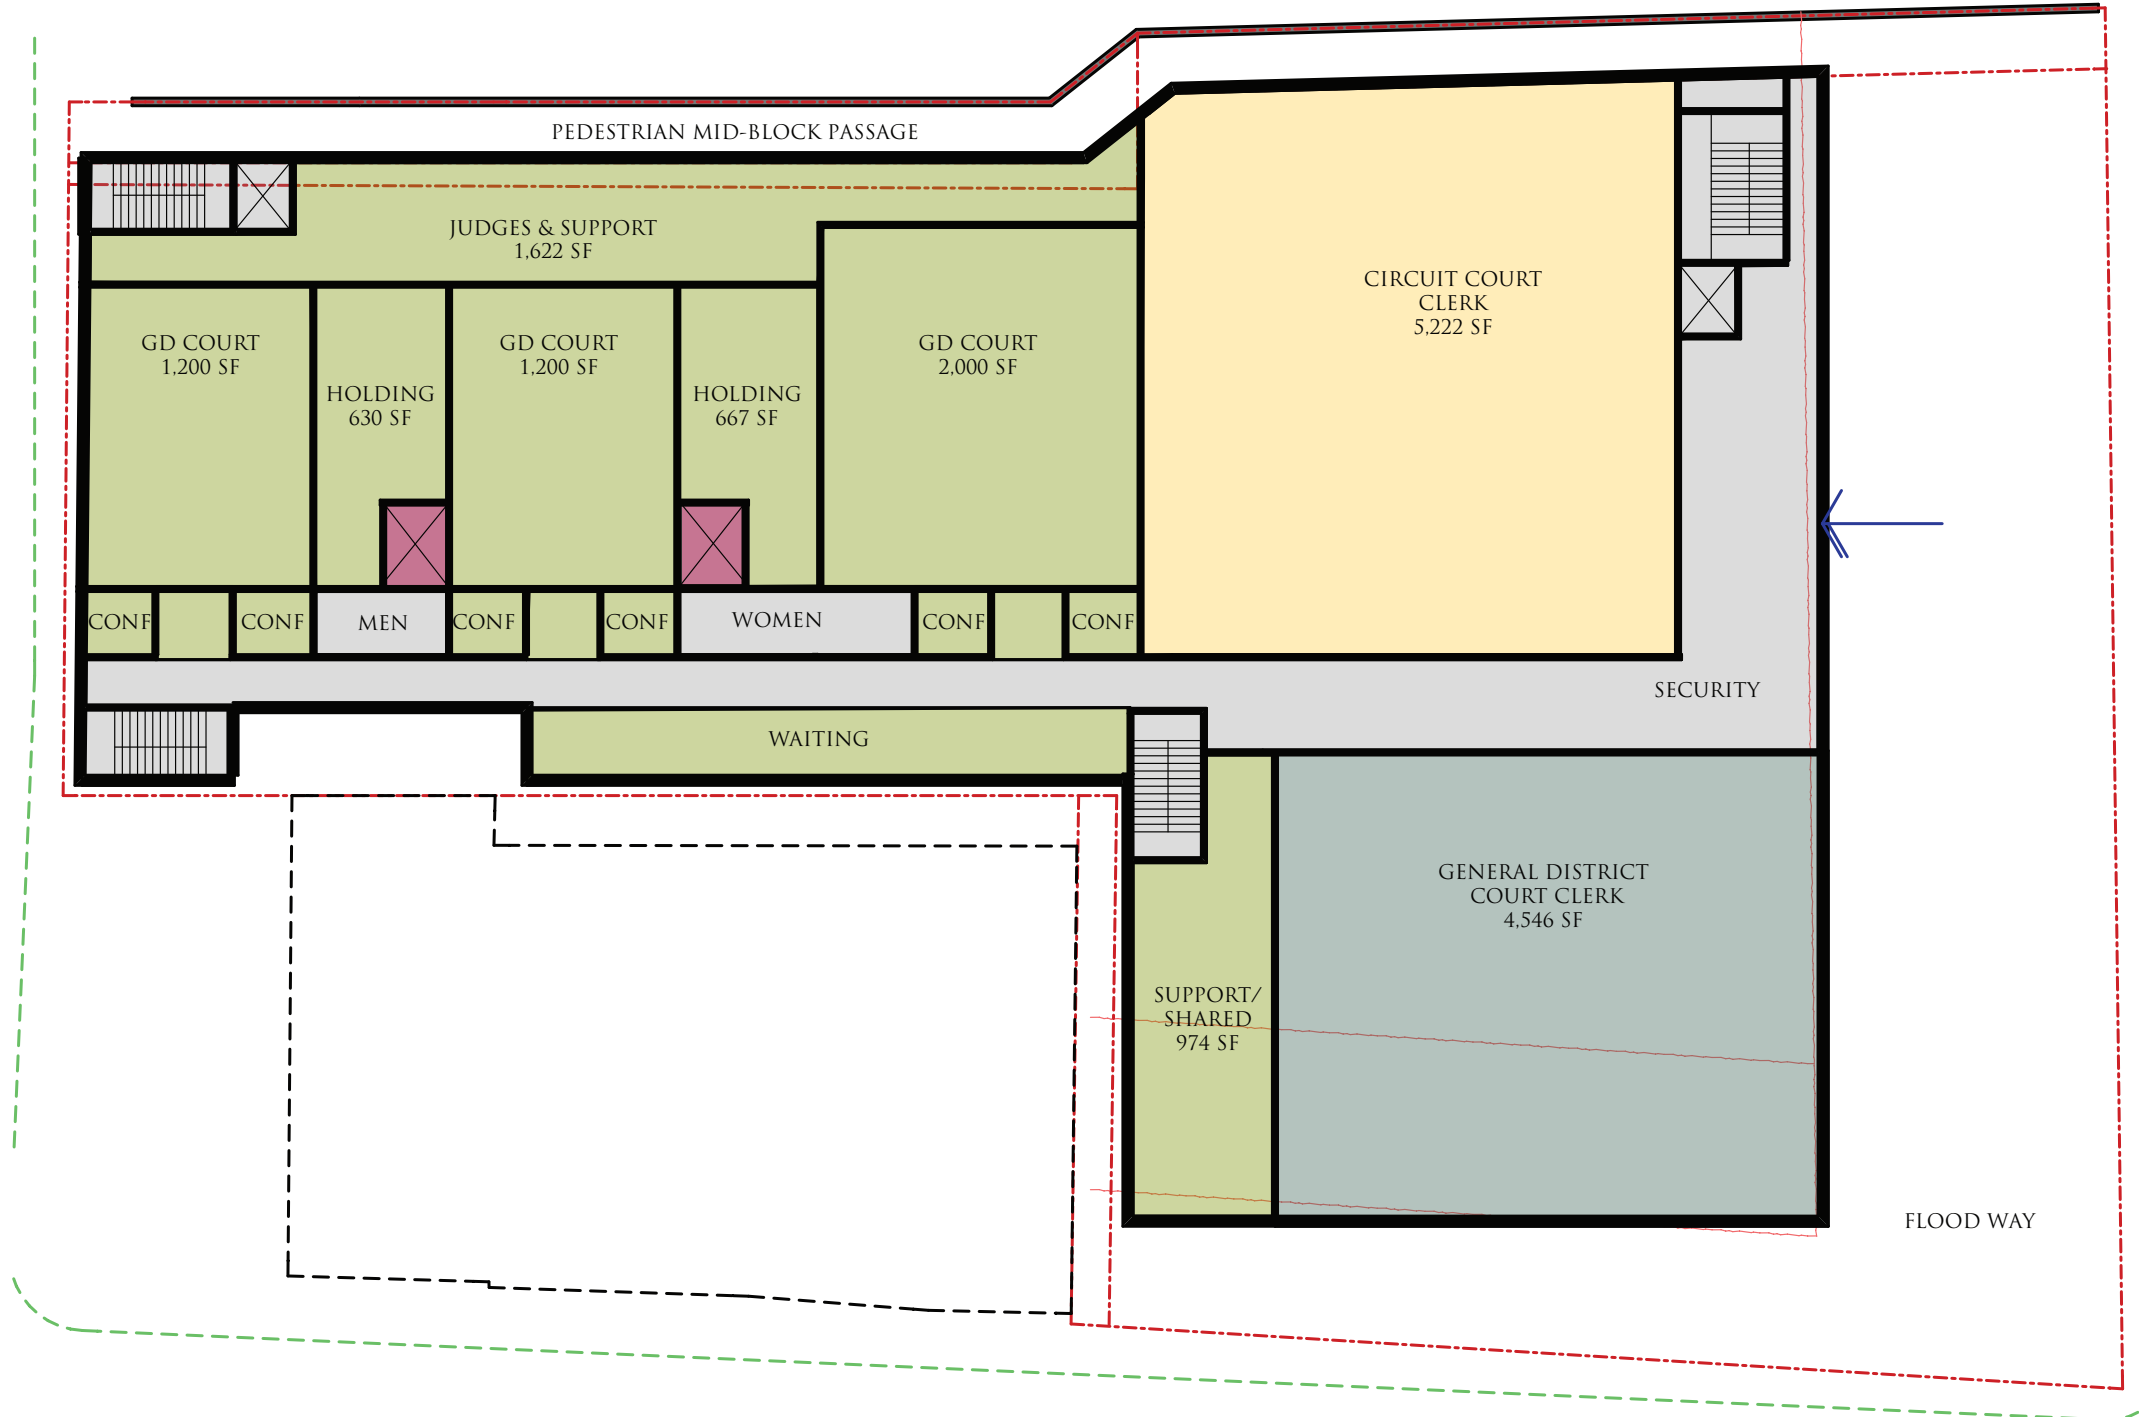 PEDESTRIAN MID-BLOCK PASSAGE
JUDGES & SUPPORT
1,622 SF
GD COURT
1,200 SF
HOLDING
630 SF
GD COURT
1,200 SF
HOLDING
667 SF
GD COURT
2,000 SF
CIRCUIT COURT
CLERK
5,222 SF
CONF
CONF
MEN
CONF
CONF
WOMEN
CONF
CONF
SECURITY
WAITING
GENERAL DISTRICT
COURT CLERK
4,546 SF
SUPPORT/
SHARED
974 SF
FLOOD WAY